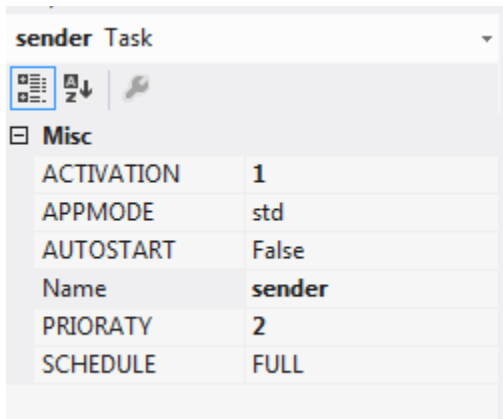 sender Task
Misc
ACTIVATION 1
APPMODE std
AUTOSTART False
Name sender
PRIORATY 2
SCHEDULE FULL